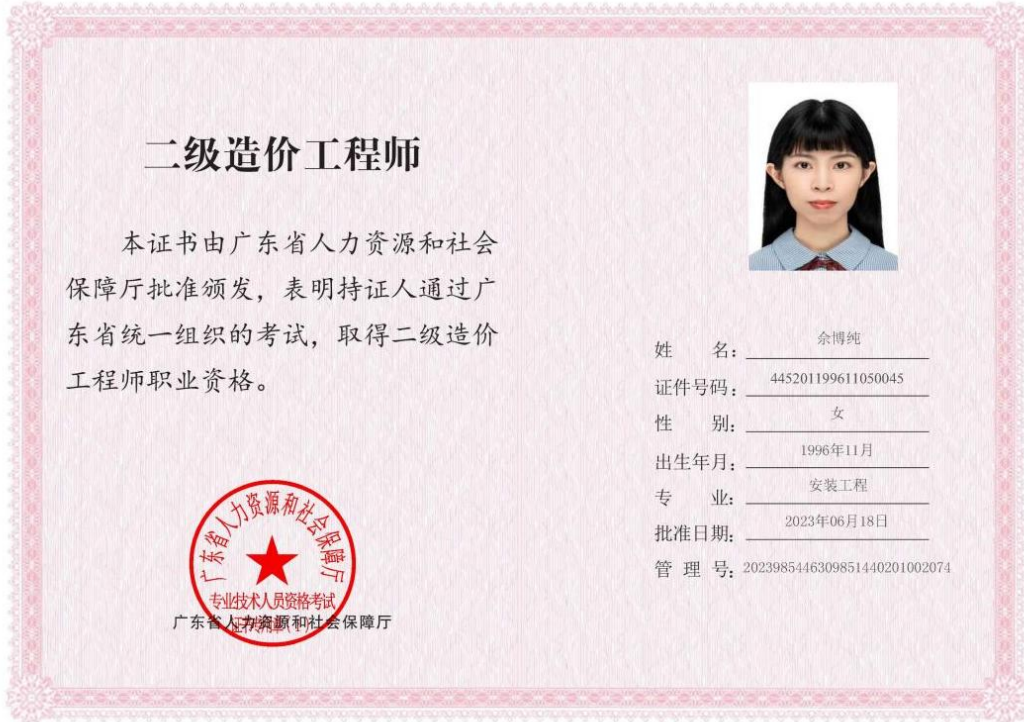 二级造价工程师
本证书由广东省人力资源和社会
保障厅批准颁发，表明持证人通过广
东省统一组织的考试，取得二级造价
工程师职业资格。
广东省人力资源和社会保障厅
专业技术人员资格考试
广东省人力资源和社会保障厅
姓名：佘博纯
证件号码：445201199611050045
性别：女
出生年月：1996年11月
专业：安装工程
批准日期：2023年06月18日
管理号：20239854463098514402010​02074